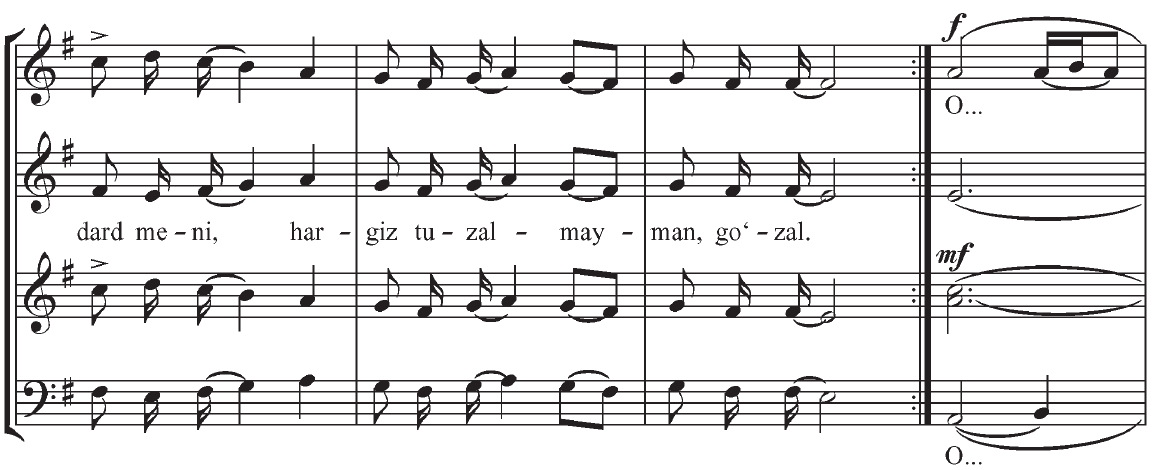 f
O...
dard me – ni, har – giz tu – zal – may – man, go‘ – zal.
mf
O...